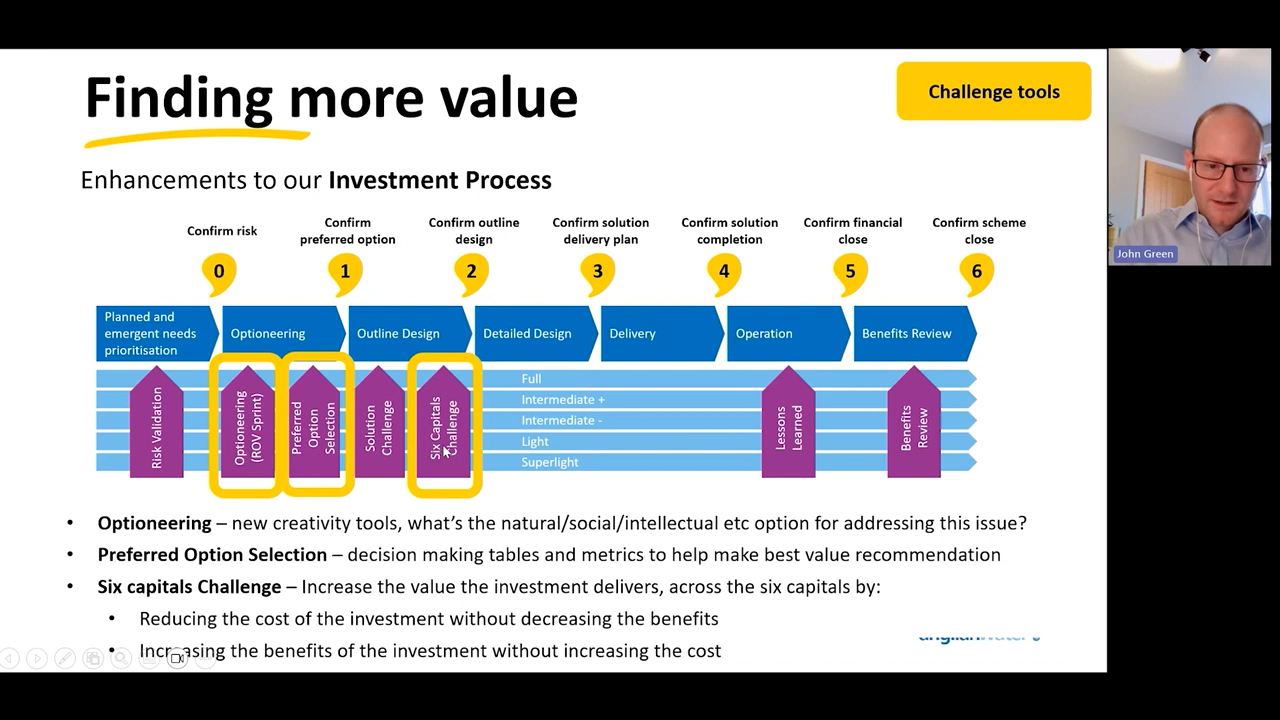 Finding more value
Challenge tools
Enhancements to our Investment Process
Confirm risk
Confirm
preferred option
Confirm outline
design
Confirm solution
delivery plan
Confirm solution
completion
Confirm financial
close
Confirm scheme
close
0
1
2
3
4
5
6
Planned and
emergent needs
prioritisation
Optioneering
Outline Design
Detailed Design
Delivery
Operation
Benefits Review
Full
Intermediate +
Intermediate -
Light
Superlight
Risk Validation
Optioneering
(ROV Sprint)
Preferred
Option
Selection
Solution
Challenge
Six Capitals
Challenge
Lessons
Learned
Benefits
Review
• Optioneering – new creativity tools, what's the natural/social/intellectual etc option for addressing this issue?
• Preferred Option Selection – decision making tables and metrics to help make best value recommendation
• Six capitals Challenge – Increase the value the investment delivers, across the six capitals by:
• Reducing the cost of the investment without decreasing the benefits
• Increasing the benefits of the investment without increasing the cost
anglianwater
John Green